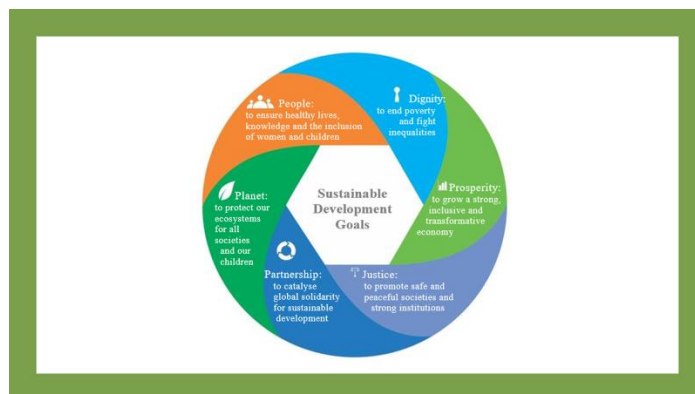 Dignity:
to end poverty
and fight
inequalities
Prosperity:
to grow a strong,
inclusive and
transformative
economy
Justice:
to promote safe and
peaceful societies and
strong institutions
Partnership:
to catalyse
global solidarity
for sustainable
development
Planet:
to protect our
ecosystems
for all
societies
and our
children
People:
to ensure healthy lives,
knowledge and the inclusion
of women and children
Sustainable
Development
Goals